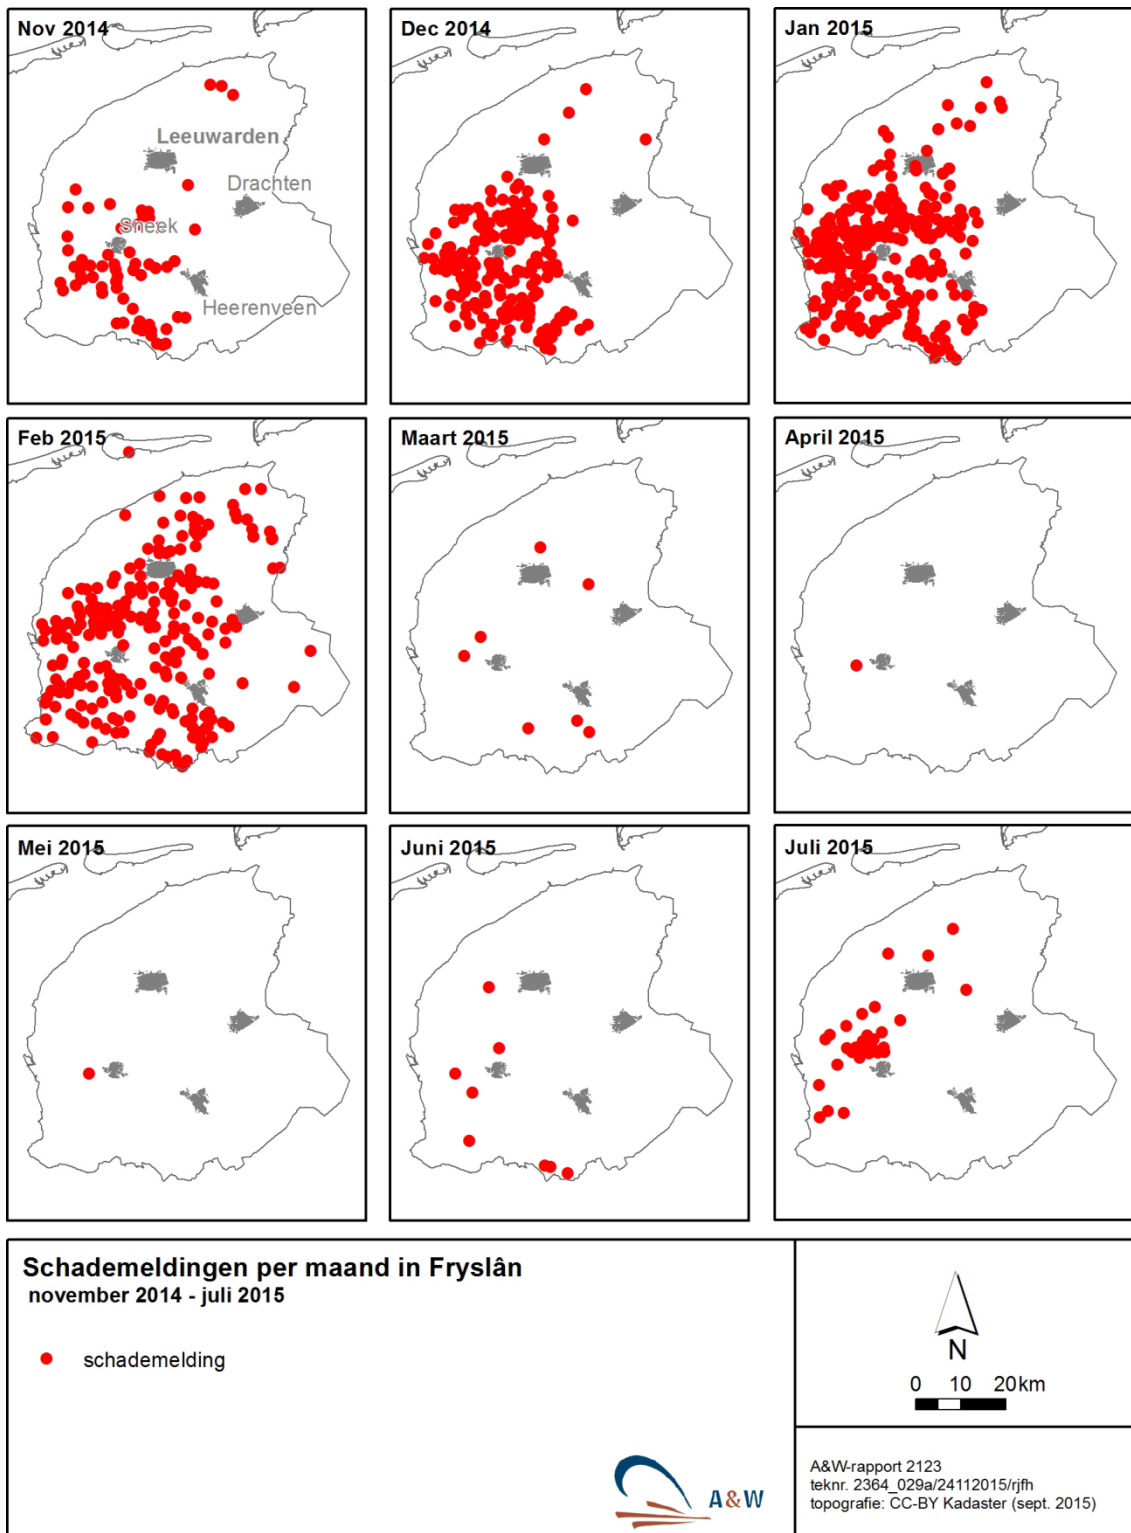 Nov 2014
Leeuwarden
Drachten
Sneek
Heerenveen
Dec 2014
Jan 2015
Feb 2015
Maart 2015
April 2015
Mei 2015
Juni 2015
Juli 2015
Schademeldingen per maand in Fryslân
november 2014 - juli 2015
schademelding
N
0 10 20km
A&W
A&W-rapport 2123
teknr. 2364_029a/24112015/rjfh
topografie: CC-BY Kadaster (sept. 2015)